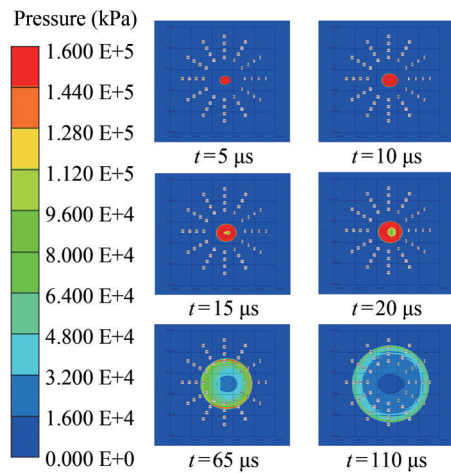 Pressure (kPa)
1.600 E+5
1.440 E+5
1.280 E+5
1.120 E+5
9.600 E+4
8.000 E+4
6.400 E+4
4.800 E+4
3.200 E+4
1.600 E+4
0.000 E+0
t=5 μs
t=10 μs
t=15 μs
t=20 μs
t=65 μs
t=110 μs